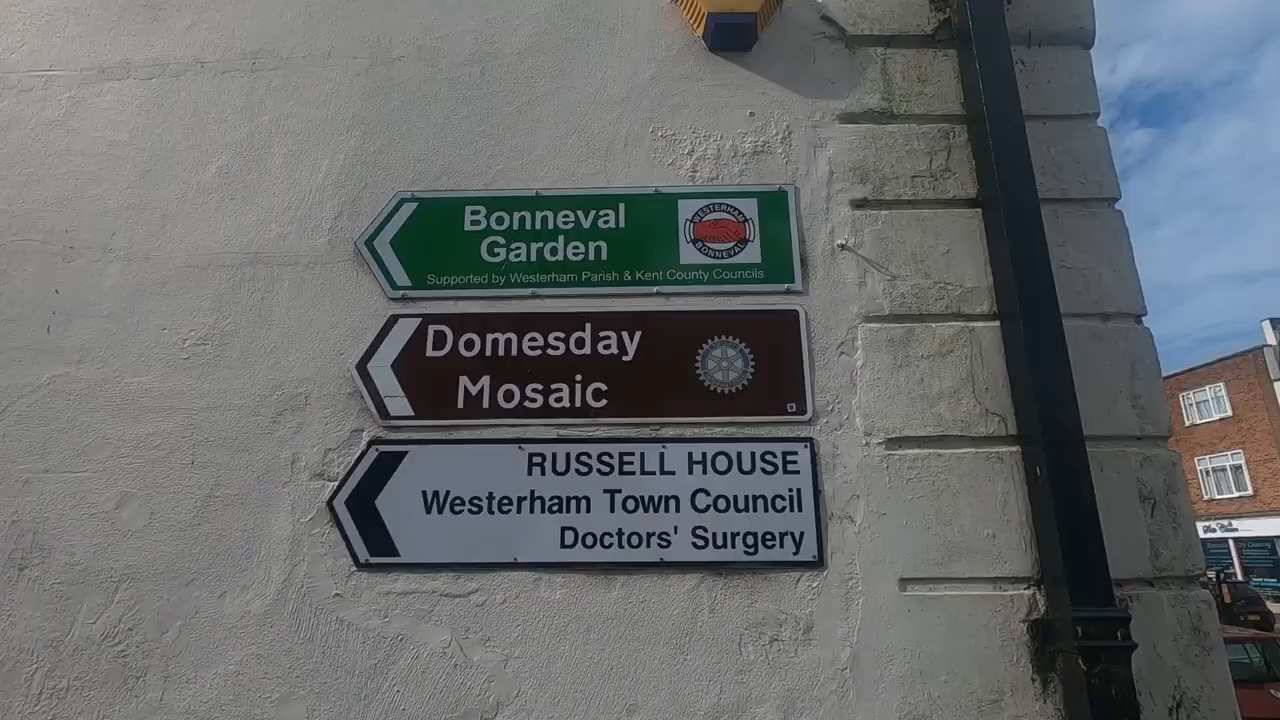 Bonneval
Garden
Supported by Westerham Parish & Kent County Councils
WESTERHAM
BONNEVAL
Domesday
Mosaic
RUSSELL HOUSE
Westerham Town Council
Doctors' Surgery